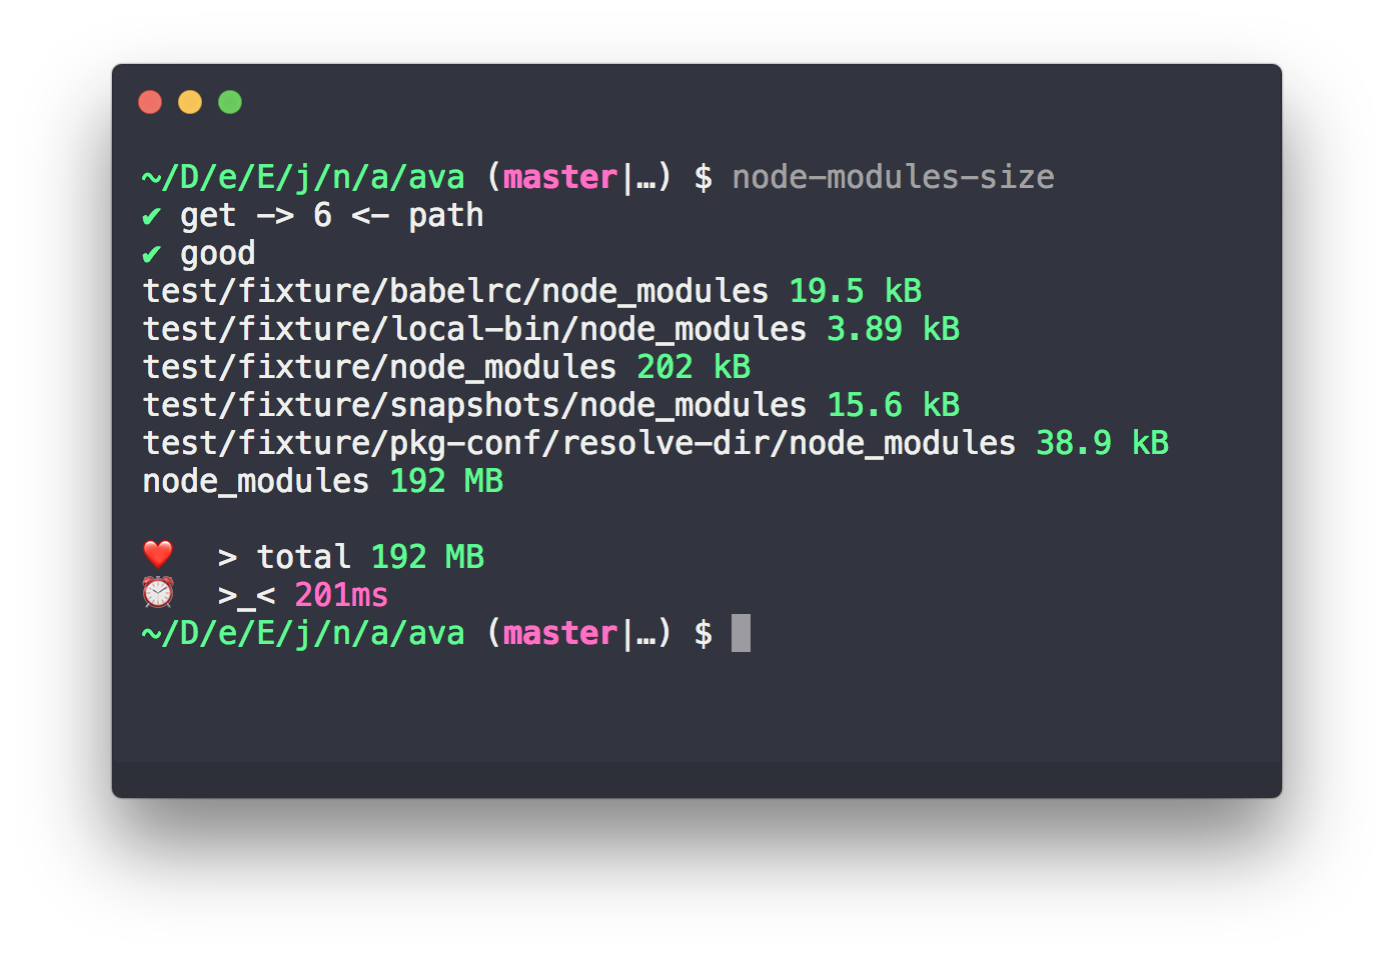 ~/D/e/E/j/n/a/ava (master|…) $ node-modules-size
✔ get -> 6 <- path
✔ good
test/fixture/babelrc/node_modules 19.5 kB
test/fixture/local-bin/node_modules 3.89 kB
test/fixture/node_modules 202 kB
test/fixture/snapshots/node_modules 15.6 kB
test/fixture/pkg-conf/resolve-dir/node_modules 38.9 kB
node_modules 192 MB
❤️ > total 192 MB
⏰ >_< 201ms
~/D/e/E/j/n/a/ava (master|…) $